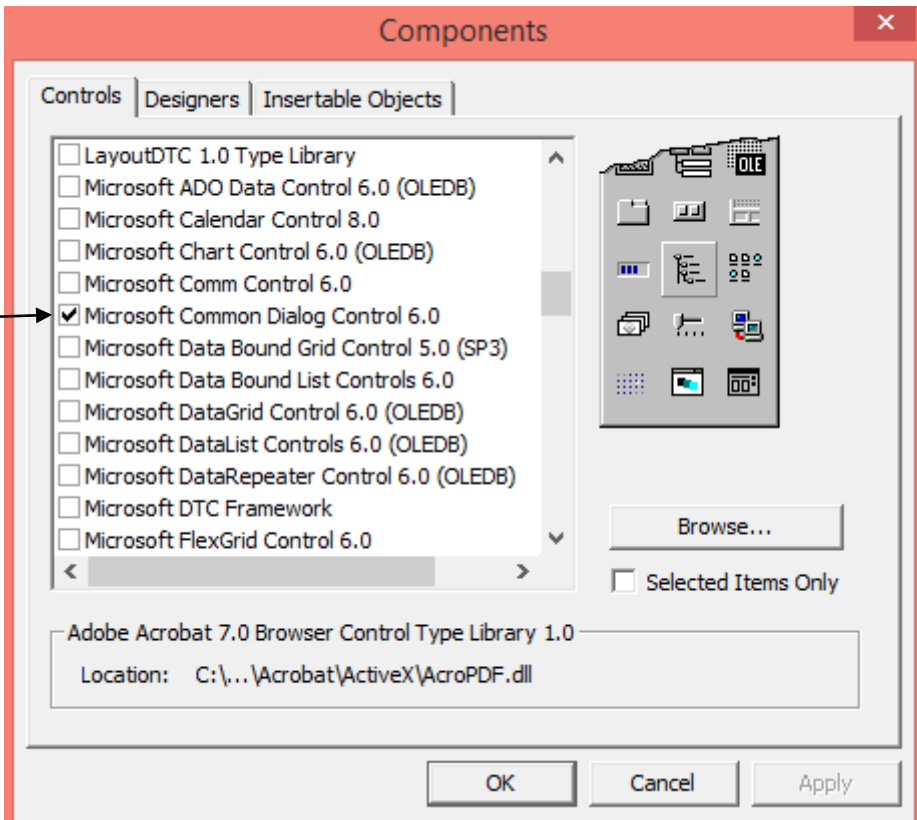 Components
Controls Designers Insertable Objects
LayoutDTC 1.0 Type Library
Microsoft ADO Data Control 6.0 (OLEDB)
Microsoft Calendar Control 8.0
Microsoft Chart Control 6.0 (OLEDB)
Microsoft Comm Control 6.0
Microsoft Common Dialog Control 6.0
Microsoft Data Bound Grid Control 5.0 (SP3)
Microsoft Data Bound List Controls 6.0
Microsoft DataGrid Control 6.0 (OLEDB)
Microsoft DataList Controls 6.0 (OLEDB)
Microsoft DataRepeater Control 6.0 (OLEDB)
Microsoft DTC Framework
Microsoft FlexGrid Control 6.0
OLE
Browse...
Selected Items Only
Adobe Acrobat 7.0 Browser Control Type Library 1.0
Location: C:\...\Acrobat\ActiveX\AcroPDF.dll
OK Cancel Apply